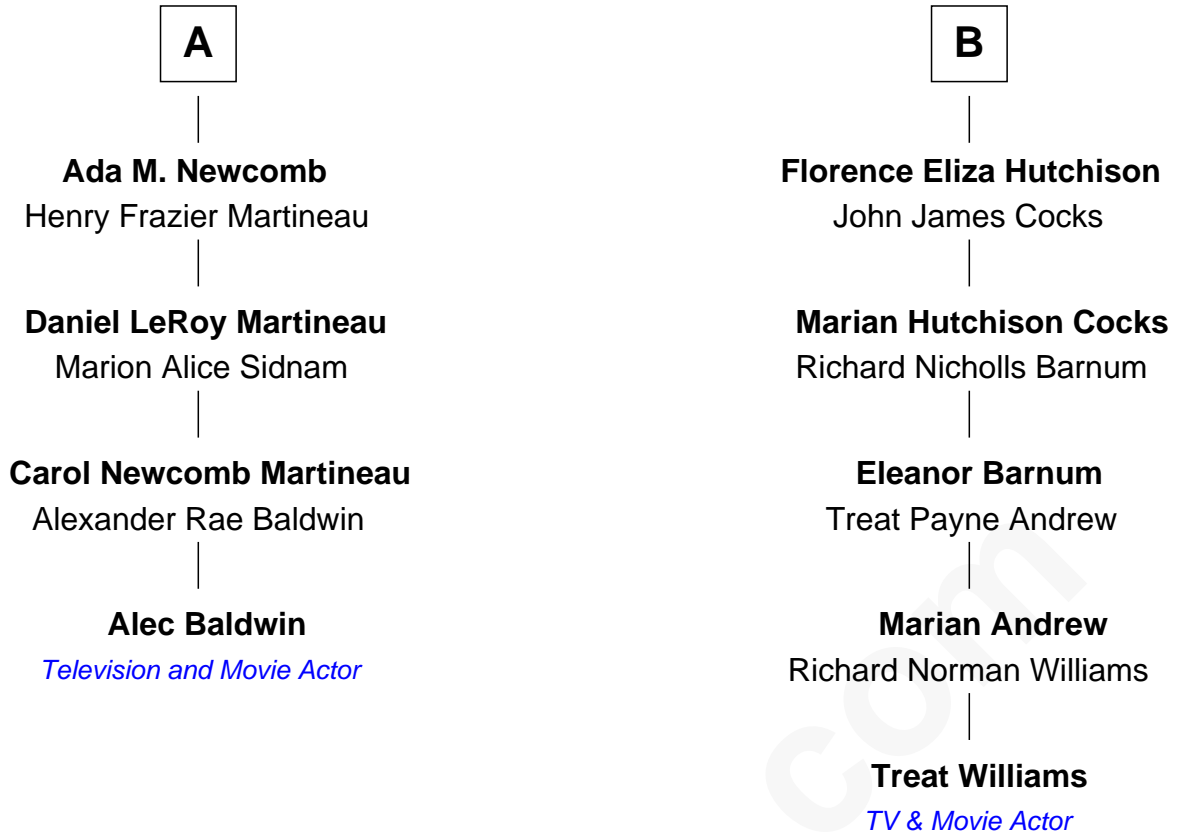 A
Ada M. Newcomb
Henry Frazier Martineau
Daniel LeRoy Martineau
Marion Alice Sidnam
Carol Newcomb Martineau
Alexander Rae Baldwin
Alec Baldwin
Television and Movie Actor
B
Florence Eliza Hutchison
John James Cocks
Marian Hutchison Cocks
Richard Nicholls Barnum
Eleanor Barnum
Treat Payne Andrew
Marian Andrew
Richard Norman Williams
Treat Williams
TV & Movie Actor
com